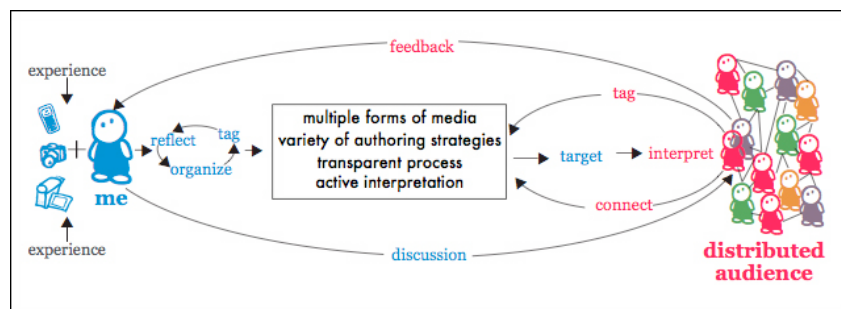 feedback
experience
tag
multiple forms of media
variety of authoring strategies
transparent process
active interpretation
reflect
tag
organize
target
interpret
me
connect
experience
discussion
distributed
audience